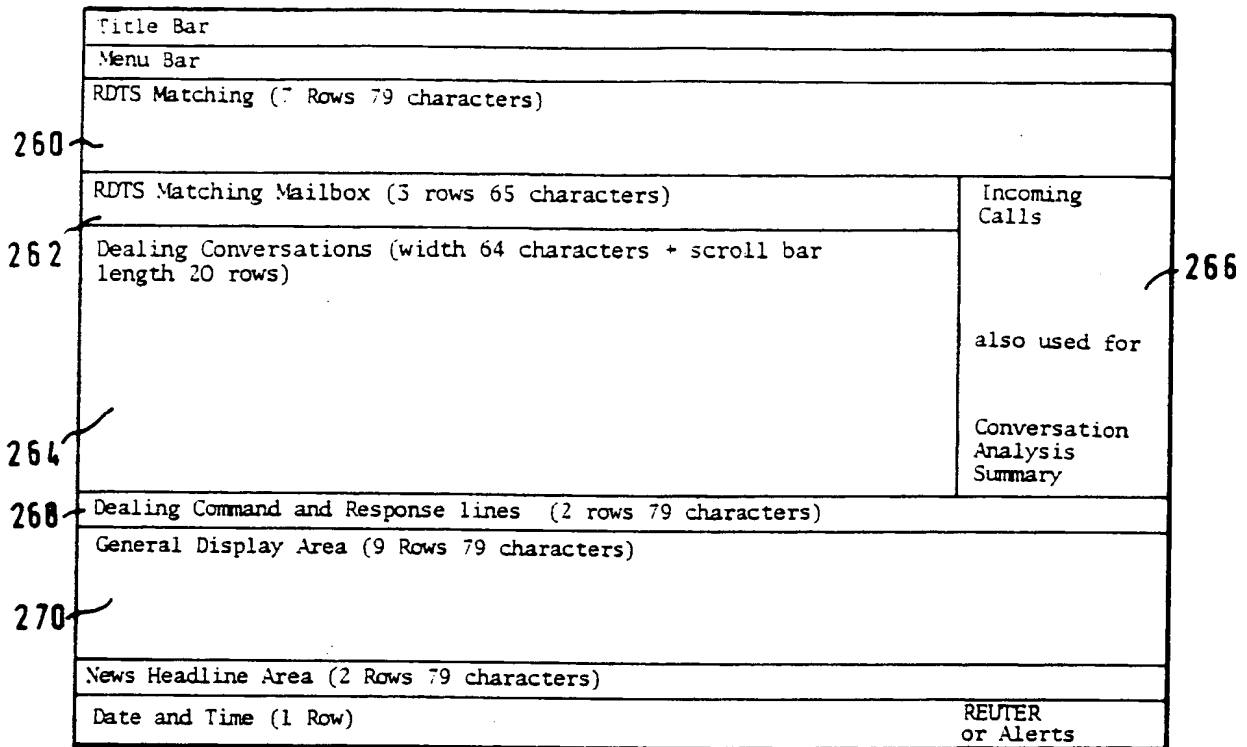 Title Bar
Menu Bar
RDTS Matching (7 Rows 79 characters)
260
RDTS Matching Mailbox (3 rows 65 characters)
Incoming
Calls
262
Dealing Conversations (width 64 characters + scroll bar
length 20 rows)
266
also used for
264
Conversation
Analysis
Summary
268
Dealing Command and Response lines (2 rows 79 characters)
General Display Area (9 Rows 79 characters)
270
News Headline Area (2 Rows 79 characters)
Date and Time (1 Row)
REUTER
or Alerts